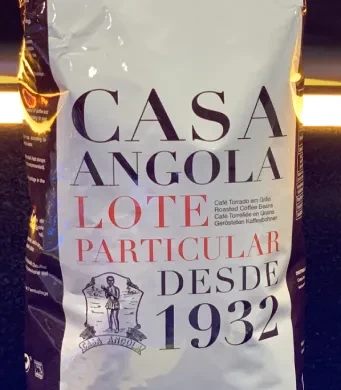 CASA
ANGOLA
LOTE
Café Torrado em Grão
Roasted Coffee Beans
Café Torréfiée en Grains
Gerösteten Kaffeebohnen
PARTICULAR
DESDE
1932
CASA ANGOLA